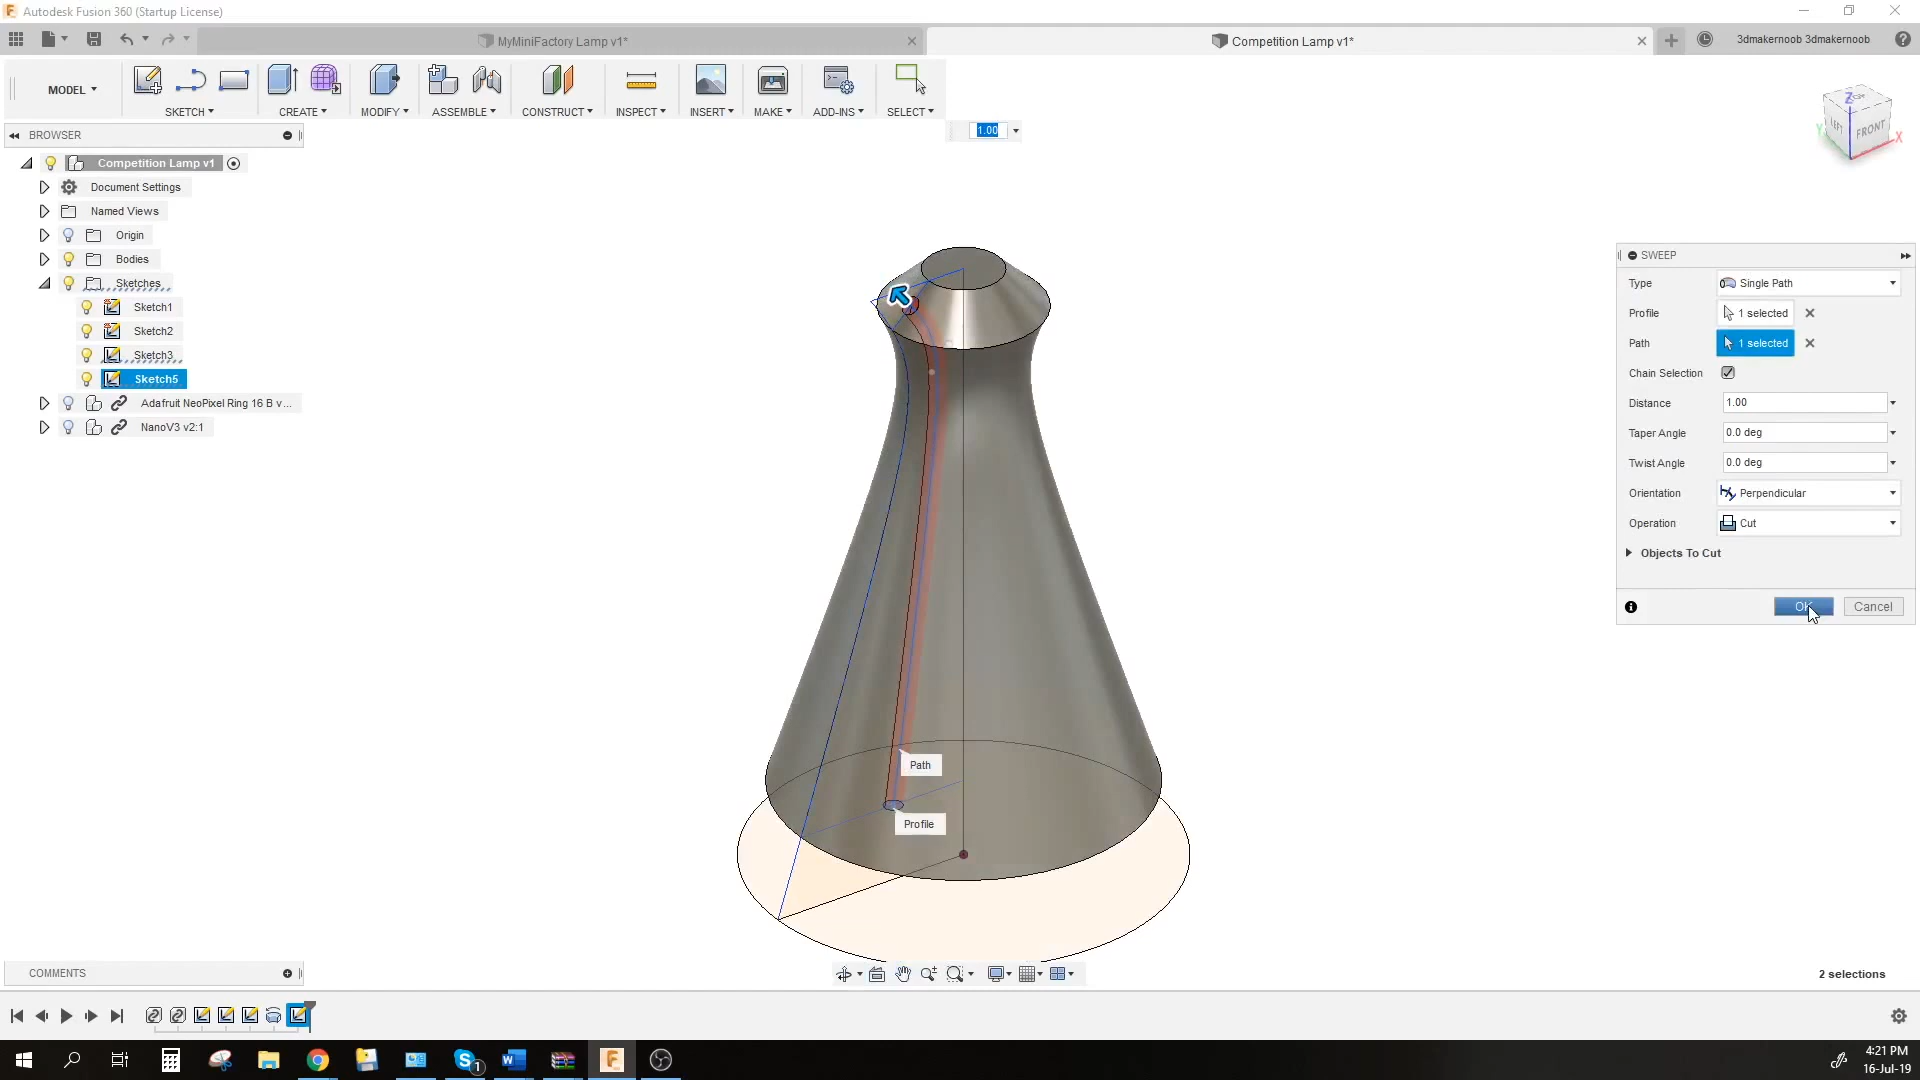 Autodesk Fusion 360 (Startup License)
MyMiniFactory Lamp v1*
Competition Lamp v1*
3dmakernoob 3dmakernoob
MODEL
SKETCH
CREATE
MODIFY
ASSEMBLE
CONSTRUCT
INSPECT
INSERT
MAKE
ADD-INS
SELECT
BROWSER
1.00
Competition Lamp v1
Document Settings
Named Views
Origin
Bodies
Sketches
Sketch1
Sketch2
Sketch3
Sketch5
Adafruit NeoPixel Ring 16 B v...
NanoV3 v2:1
Z
LEFT
FRONT
X
SWEEP
Type
Single Path
Profile
1 selected
Path
1 selected
Chain Selection
Distance
1.00
Taper Angle
0.0 deg
Twist Angle
0.0 deg
Orientation
Perpendicular
Operation
Cut
Objects To Cut
OK
Cancel
Path
Profile
COMMENTS
2 selections
1
4:21 PM
16-Jul-19